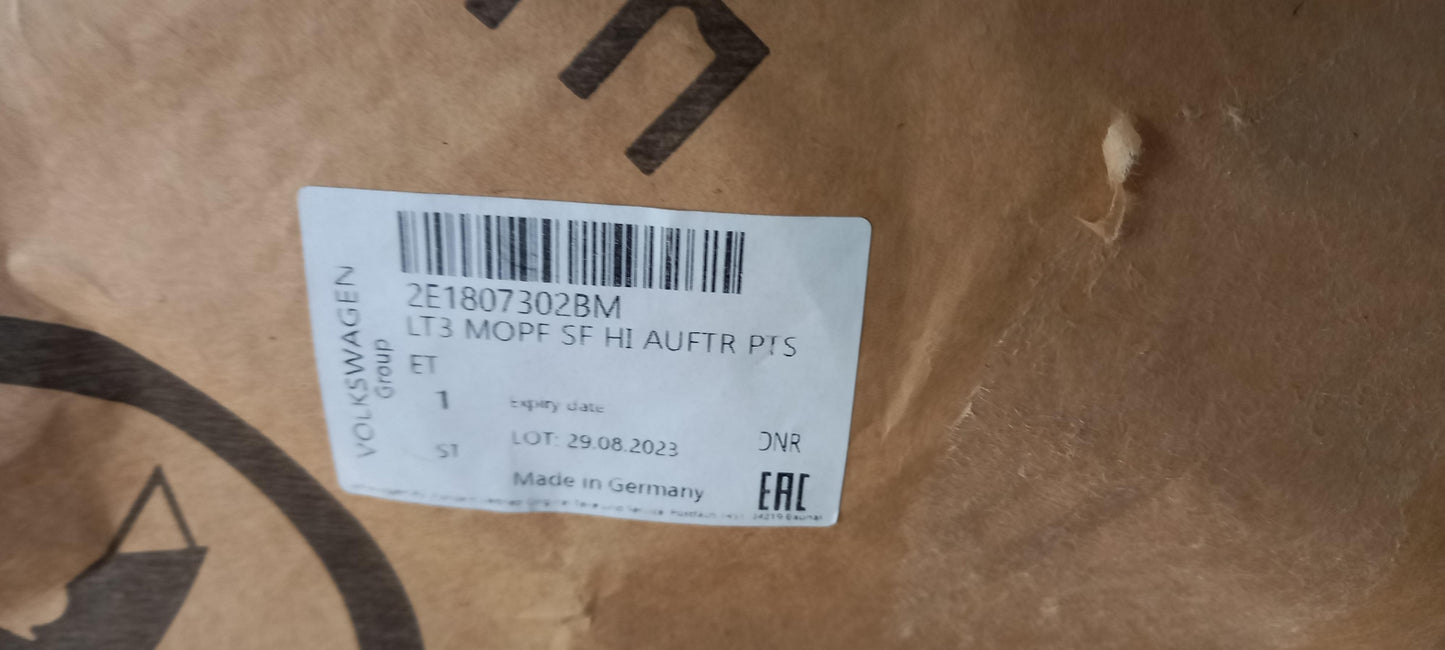 VOLKSWAGEN
Group
2E1807302BM
LT3 MOPF SF HI AUFTR PTS
ET
1
Expiry date
ST
LOT: 29.08.2023
DNR
Made in Germany
EAC